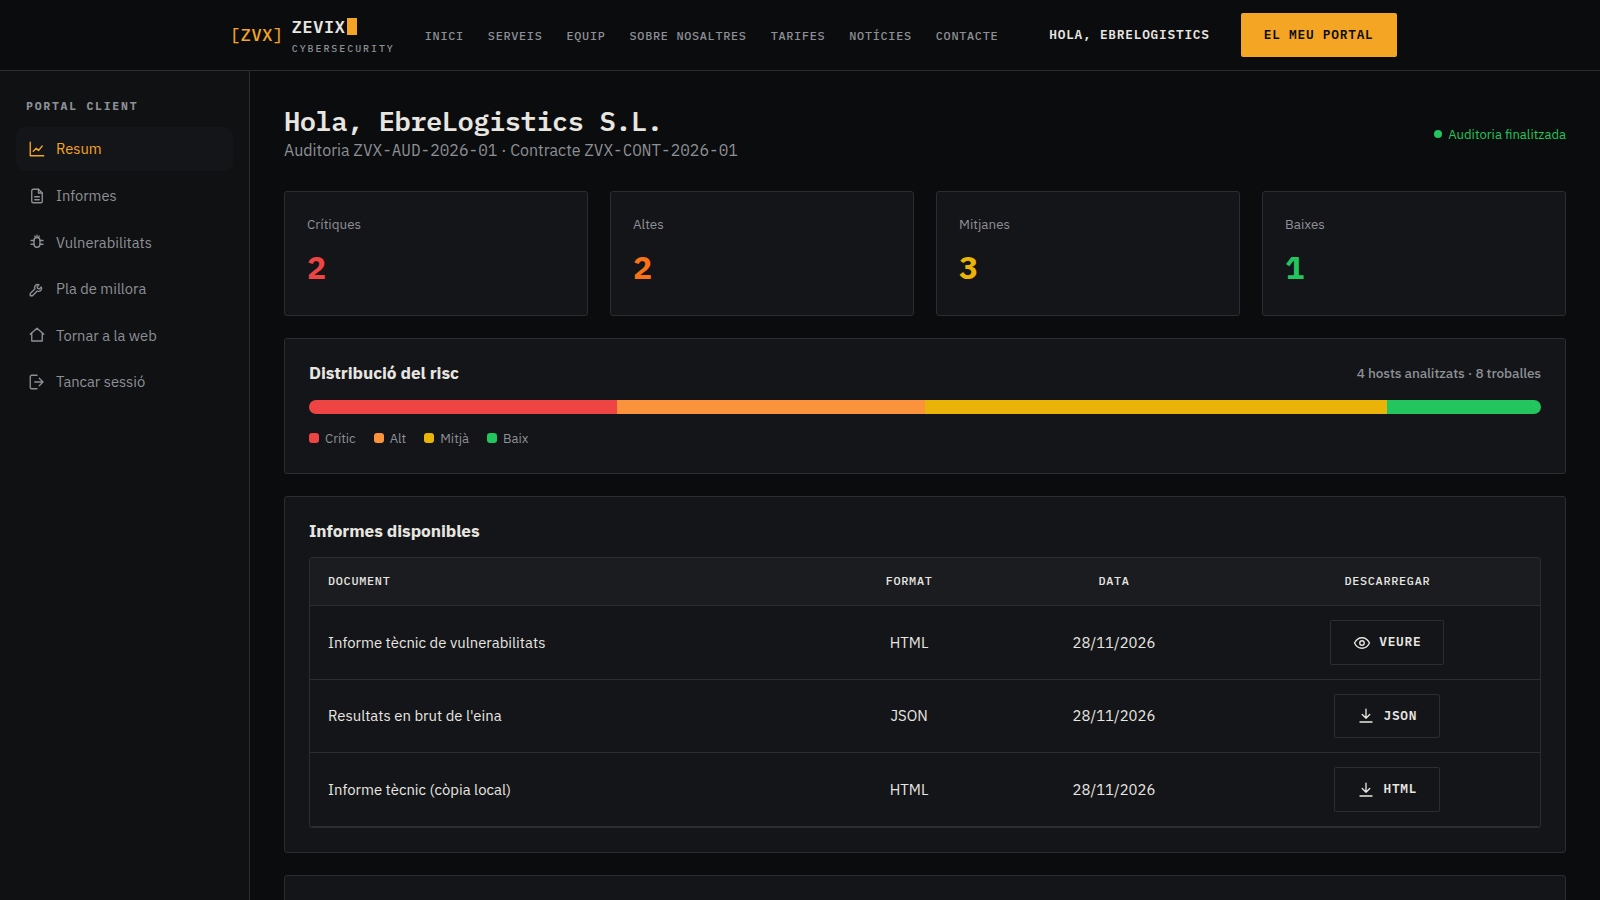 [ZVX] ZEVIX
CYBERSECURITY
INICI SERVEIS EQUIP SOBRE NOSALTRES TARIFES NOTÍCIES CONTACTE
HOLA, EBRELOGISTICS
EL MEU PORTAL
PORTAL CLIENT
Resum
Informes
Vulnerabilitats
Pla de millora
Tornar a la web
Tancar sessió
Hola, EbreLogistics S.L.
Auditoria ZVX-AUD-2026-01 · Contracte ZVX-CONT-2026-01
Auditoria finalitzada
Crítiques Altes Mitjanes Baixes
2 2 3 1
Distribució del risc
4 hosts analitzats · 8 troballes
Crític Alt Mitjà Baix
Informes disponibles
DOCUMENT FORMAT DATA DESCARREGAR
Informe tècnic de vulnerabilitats HTML 28/11/2026 VEURE
Resultats en brut de l'eina JSON 28/11/2026 JSON
Informe tècnic (còpia local) HTML 28/11/2026 HTML